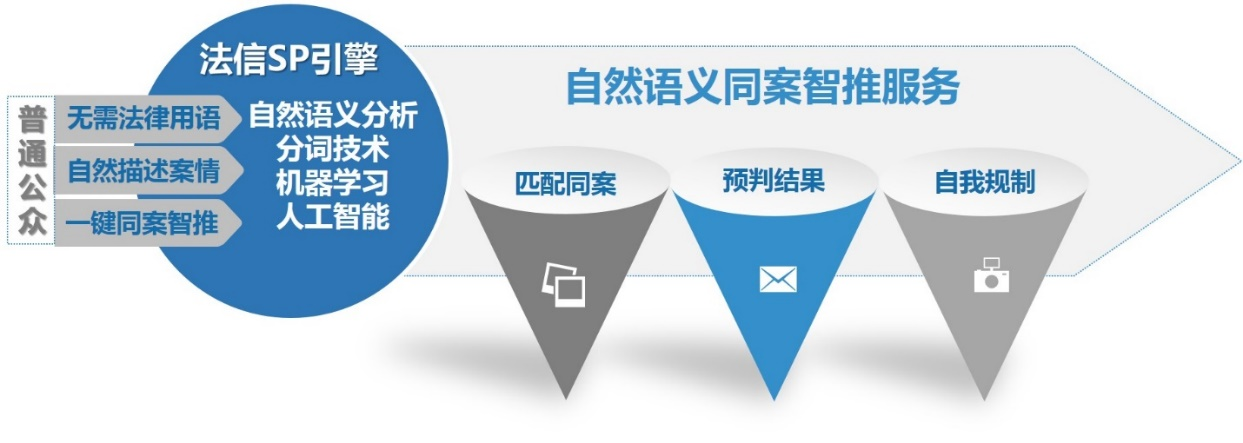 普通公众
无需法律用语
自然描述案情
一键同案智推
法信SP引擎
自然语义分析
分词技术
机器学习
人工智能
自然语义同案智推服务
匹配同案
预判结果
自我规制